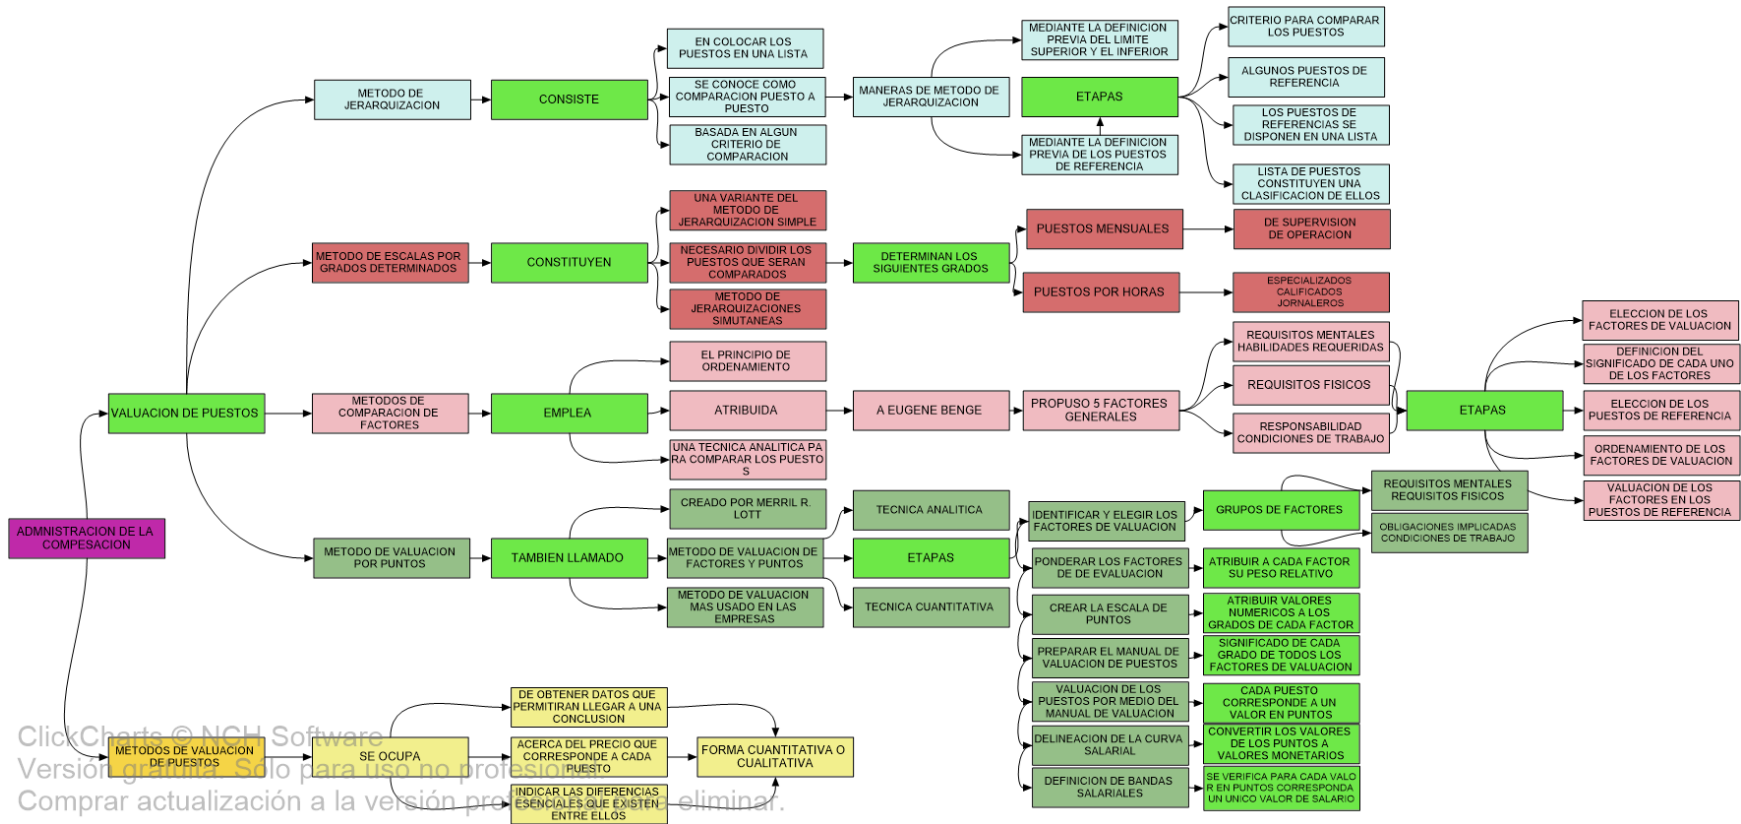 ADMNISTRACION DE LA
COMPESACION
VALUACION DE PUESTOS
METODO DE
JERARQUIZACION
CONSISTE
EN COLOCAR LOS
PUESTOS EN UNA LISTA
SE CONOCE COMO
COMPARACION PUESTO A
PUESTO
BASADA EN ALGUN
CRITERIO DE
COMPARACION
MANERAS DE METODO DE
JERARQUIZACION
MEDIANTE LA DEFINICION
PREVIA DEL LIMITE
SUPERIOR Y EL INFERIOR
ETAPAS
MEDIANTE LA DEFINICION
PREVIA DE LOS PUESTOS
DE REFERENCIA
CRITERIO PARA COMPARAR
LOS PUESTOS
ALGUNOS PUESTOS DE
REFERENCIA
LOS PUESTOS DE
REFERENCIAS SE
DISPONEN EN UNA LISTA
LISTA DE PUESTOS
CONSTITUYEN UNA
CLASIFICACION DE ELLOS
METODO DE ESCALAS POR
GRADOS DETERMINADOS
CONSTITUYEN
UNA VARIANTE DEL
METODO DE
JERARQUIZACION SIMPLE
NECESARIO DIVIDIR LOS
PUESTOS QUE SERAN
COMPARADOS
METODO DE
JERARQUIZACIONES
SIMUTANEAS
DETERMINAN LOS
SIGUIENTES GRADOS
PUESTOS MENSUALES
DE SUPERVISION
DE OPERACION
PUESTOS POR HORAS
ESPECIALIZADOS
CALIFICADOS
JORNALEROS
METODOS DE
COMPARACION DE
FACTORES
EMPLEA
EL PRINCIPIO DE
ORDENAMIENTO
ATRIBUIDA
UNA TECNICA ANALITICA PA
RA COMPARAR LOS PUESTO
S
A EUGENE BENGE
PROPUSO 5 FACTORES
GENERALES
REQUISITOS MENTALES
HABILIDADES REQUERIDAS
REQUISITOS FISICOS
RESPONSABILIDAD
CONDICIONES DE TRABAJO
ETAPAS
ELECCION DE LOS
FACTORES DE VALUACION
DEFINICION DEL
SIGNIFICADO DE CADA UNO
DE LOS FACTORES
ELECCION DE LOS
PUESTOS DE REFERENCIA
ORDENAMIENTO DE LOS
FACTORES DE VALUACION
VALUACION DE LOS
FACTORES EN LOS
PUESTOS DE REFERENCIA
METODO DE VALUACION
POR PUNTOS
TAMBIEN LLAMADO
CREADO POR MERRIL R.
LOTT
METODO DE VALUACION DE
FACTORES Y PUNTOS
METODO DE VALUACION
MAS USADO EN LAS
EMPRESAS
TECNICA ANALITICA
ETAPAS
TECNICA CUANTITATIVA
IDENTIFICAR Y ELEGIR LOS
FACTORES DE VALUACION
GRUPOS DE FACTORES
REQUISITOS MENTALES
REQUISITOS FISICOS
OBLIGACIONES IMPLICADAS
CONDICIONES DE TRABAJO
PONDERAR LOS FACTORES
DE DE EVALUACION
ATRIBUIR A CADA FACTOR
SU PESO RELATIVO
CREAR LA ESCALA DE
PUNTOS
ATRIBUIR VALORES
NUMERICOS A LOS
GRADOS DE CADA FACTOR
PREPARAR EL MANUAL DE
VALUACION DE PUESTOS
SIGNIFICADO DE CADA
GRADO DE TODOS LOS
FACTORES DE VALUACION
VALUACION DE LOS
PUESTOS POR MEDIO DEL
MANUAL DE VALUACION
CADA PUESTO
CORRESPONDE A UN
VALOR EN PUNTOS
DELINEACION DE LA CURVA
SALARIAL
CONVERTIR LOS VALORES
DE LOS PUNTOS A
VALORES MONETARIOS
DEFINICION DE BANDAS
SALARIALES
SE VERIFICA PARA CADA VALO
R EN PUNTOS CORRESPONDA
UN UNICO VALOR DE SALARIO
METODOS DE VALUACION
DE PUESTOS
SE OCUPA
DE OBTENER DATOS QUE
PERMITIRAN LLEGAR A UNA
CONCLUSION
ACERCA DEL PRECIO QUE
CORRESPONDE A CADA
PUESTO
INDICAR LAS DIFERENCIAS
ESENCIALES QUE EXISTEN
ENTRE ELLOS
FORMA CUANTITATIVA O
CUALITATIVA
ClickCharts © NCH Software
Versión gratuita. Sólo para uso no profesional.
Comprar actualización a la versión profesional para eliminar.